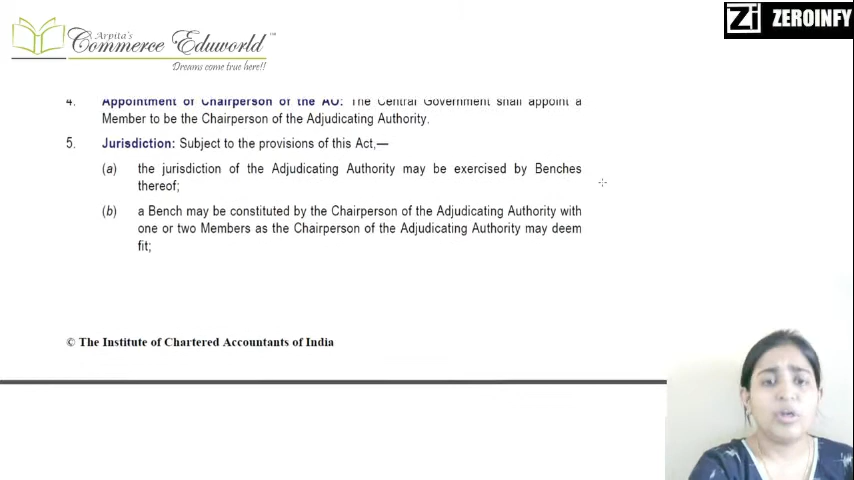 Arpita's
Commerce Eduworld™
Dreams come true here!!
Zi ZEROINFY
4. Appointment of Chairperson of the AO: The Central Government shall appoint a
Member to be the Chairperson of the Adjudicating Authority.
5. Jurisdiction: Subject to the provisions of this Act,—
(a) the jurisdiction of the Adjudicating Authority may be exercised by Benches
thereof;
(b) a Bench may be constituted by the Chairperson of the Adjudicating Authority with
one or two Members as the Chairperson of the Adjudicating Authority may deem
fit;
© The Institute of Chartered Accountants of India